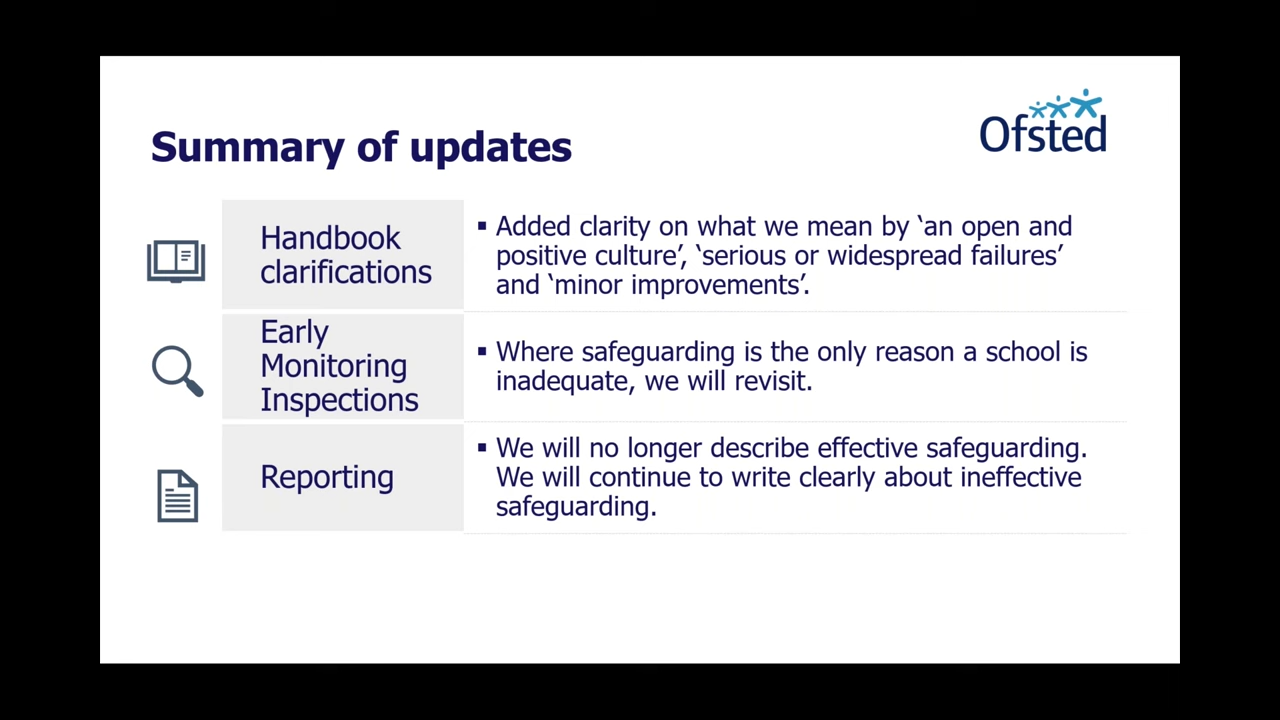 Ofsted
Summary of updates
Handbook
clarifications
▪ Added clarity on what we mean by ‘an open and
positive culture’, ‘serious or widespread failures’
and ‘minor improvements’.
Early
Monitoring
Inspections
▪ Where safeguarding is the only reason a school is
inadequate, we will revisit.
Reporting
▪ We will no longer describe effective safeguarding.
We will continue to write clearly about ineffective
safeguarding.